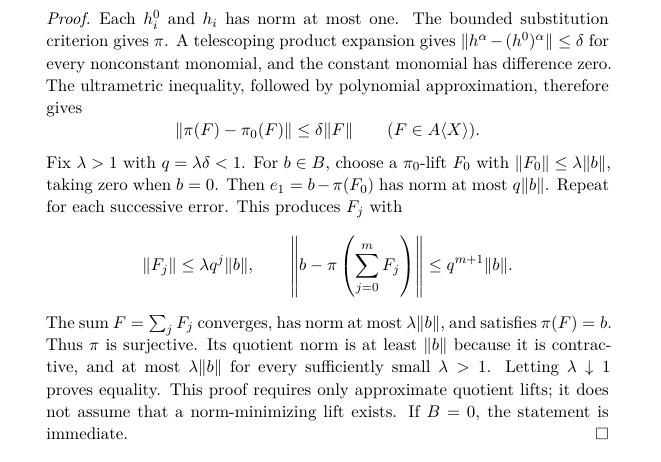 Proof. Each h_i^0 and h_i has norm at most one. The bounded substitution
criterion gives π. A telescoping product expansion gives ‖h^α − (h^0)^α‖ ≤ δ for
every nonconstant monomial, and the constant monomial has difference zero.
The ultrametric inequality, followed by polynomial approximation, therefore
gives
‖π(F) − π_0(F)‖ ≤ δ‖F‖ (F ∈ A⟨X⟩).
Fix λ > 1 with q = λδ < 1. For b ∈ B, choose a π_0-lift F_0 with ‖F_0‖ ≤ λ‖b‖,
taking zero when b = 0. Then e_1 = b − π(F_0) has norm at most q‖b‖. Repeat
for each successive error. This produces F_j with
‖F_j‖ ≤ λq^j‖b‖, ‖b − π(∑_{j=0}^{m} F_j)‖ ≤ q^{m+1}‖b‖.
The sum F = ∑_j F_j converges, has norm at most λ‖b‖, and satisfies π(F) = b.
Thus π is surjective. Its quotient norm is at least ‖b‖ because it is contrac-
tive, and at most λ‖b‖ for every sufficiently small λ > 1. Letting λ ↓ 1
proves equality. This proof requires only approximate quotient lifts; it does
not assume that a norm-minimizing lift exists. If B = 0, the statement is
immediate. □